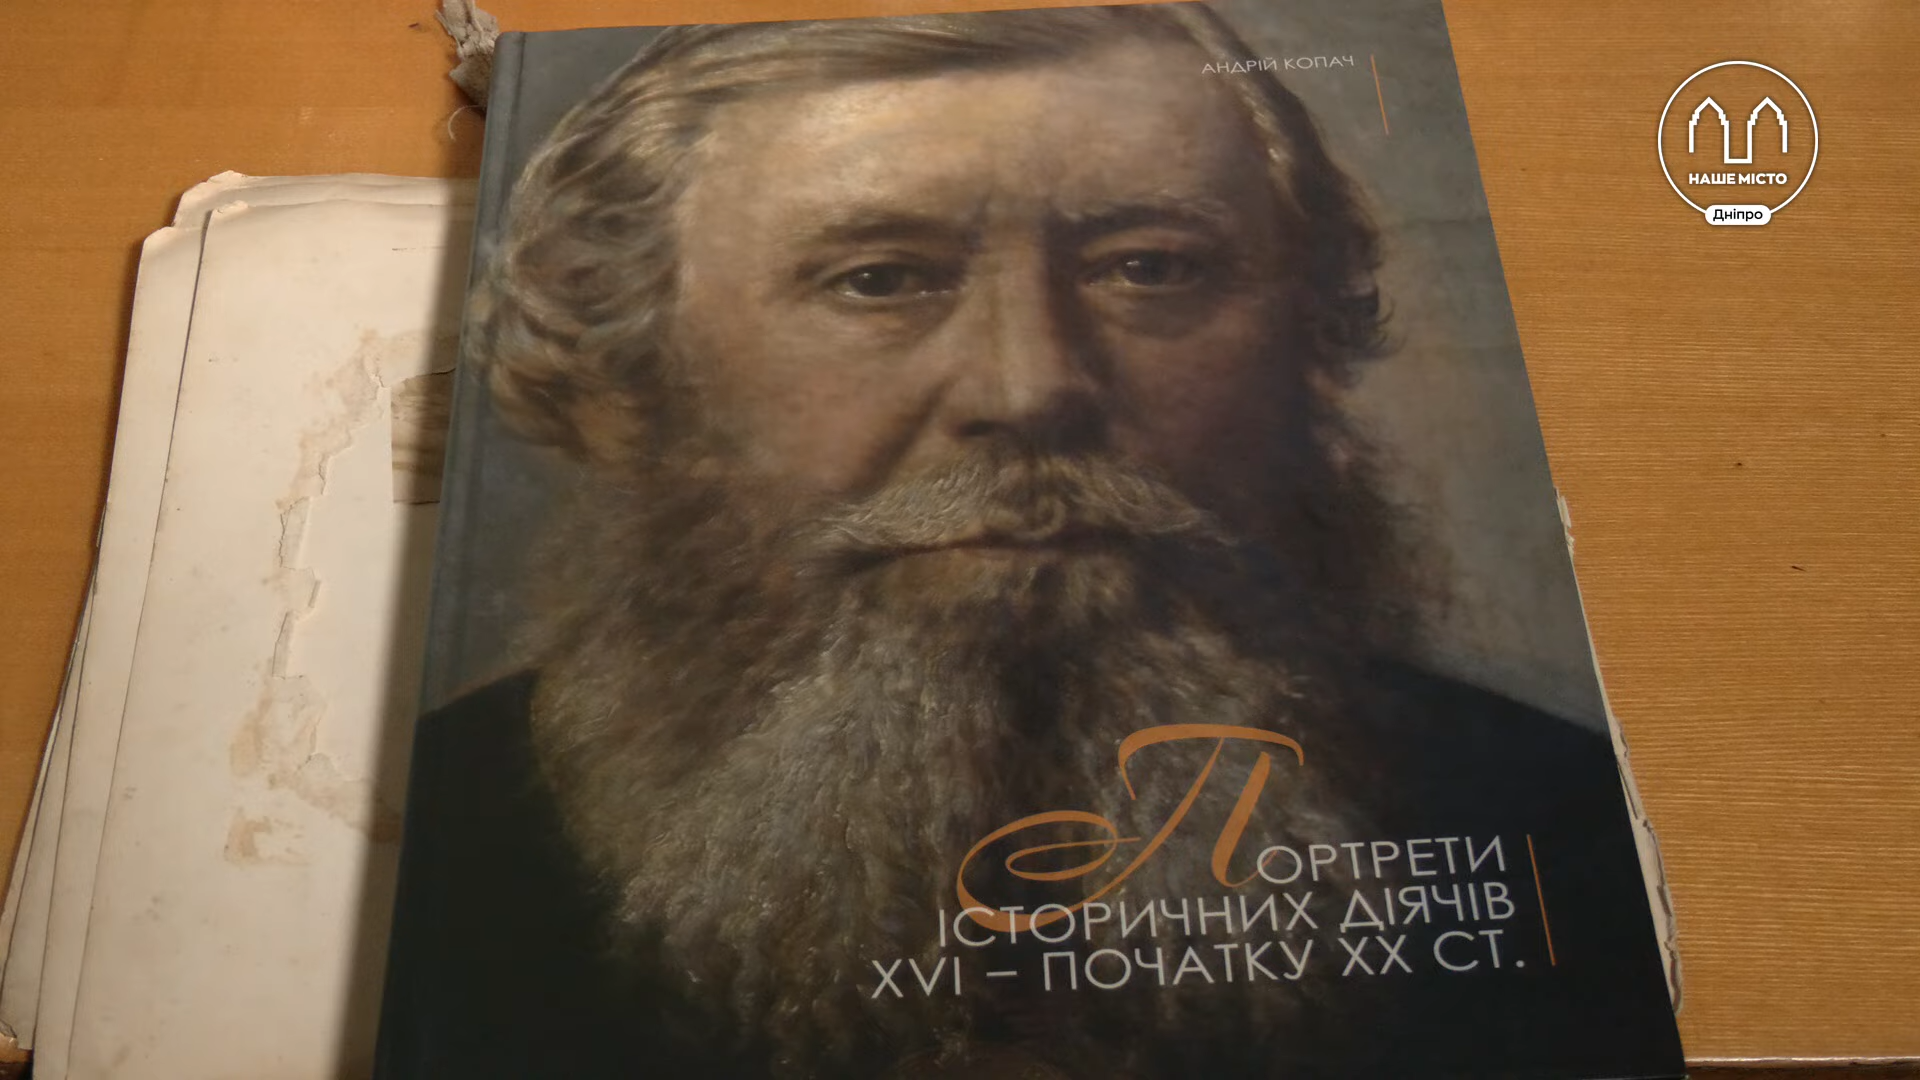 АНДРІЙ КОПАЧ
НАШЕ МІСТО
Дніпро
ПОРТРЕТИ
ІСТОРИЧНИХ ДІЯЧІВ
XVI – ПОЧАТКУ XX СТ.